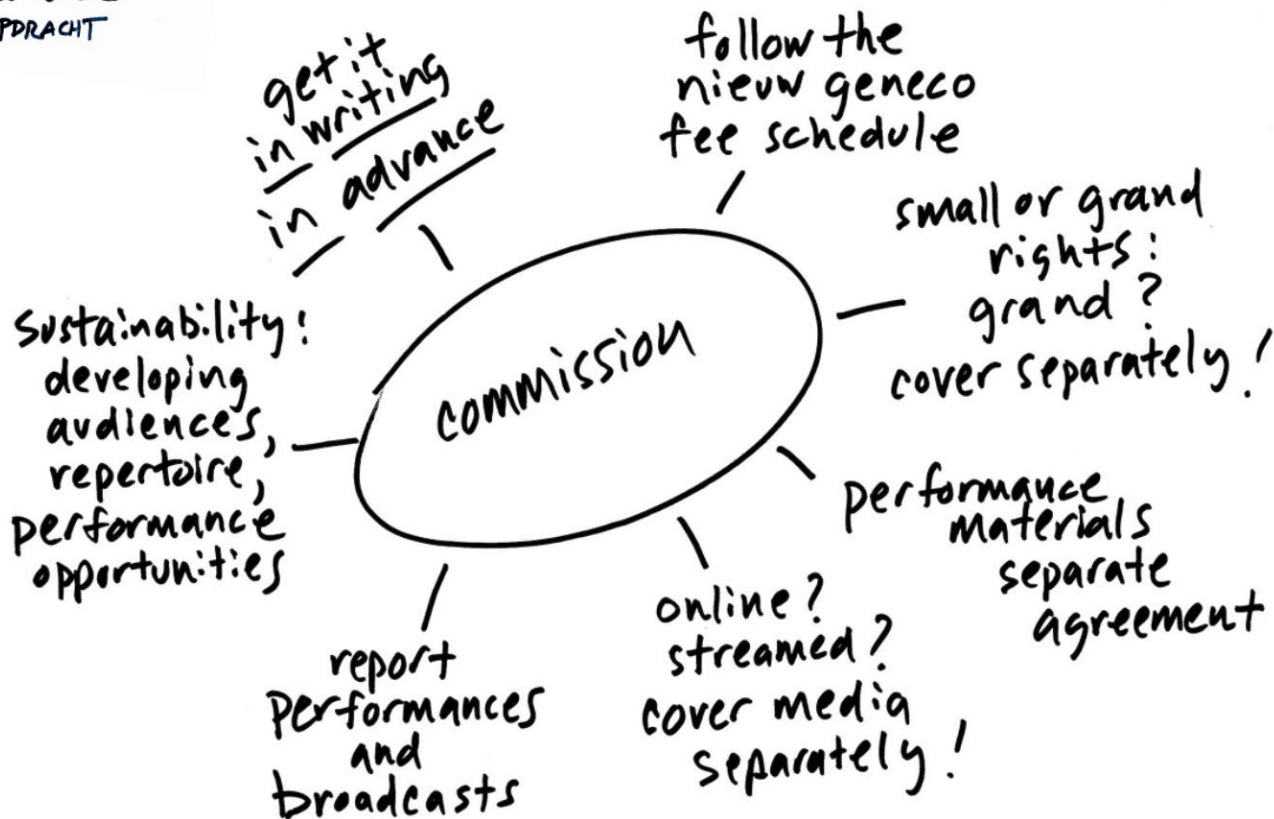 PDRACHT
get it
in writing
in advance
follow the
nieuw geneco
fee schedule
small or grand
rights:
grand?
cover separately!
performance
materials
separate
agreement
online?
streamed?
cover media
separately!
report
performances
and
broadcasts
sustainability:
developing
audiences,
repertoire,
performance
opportunities
commission